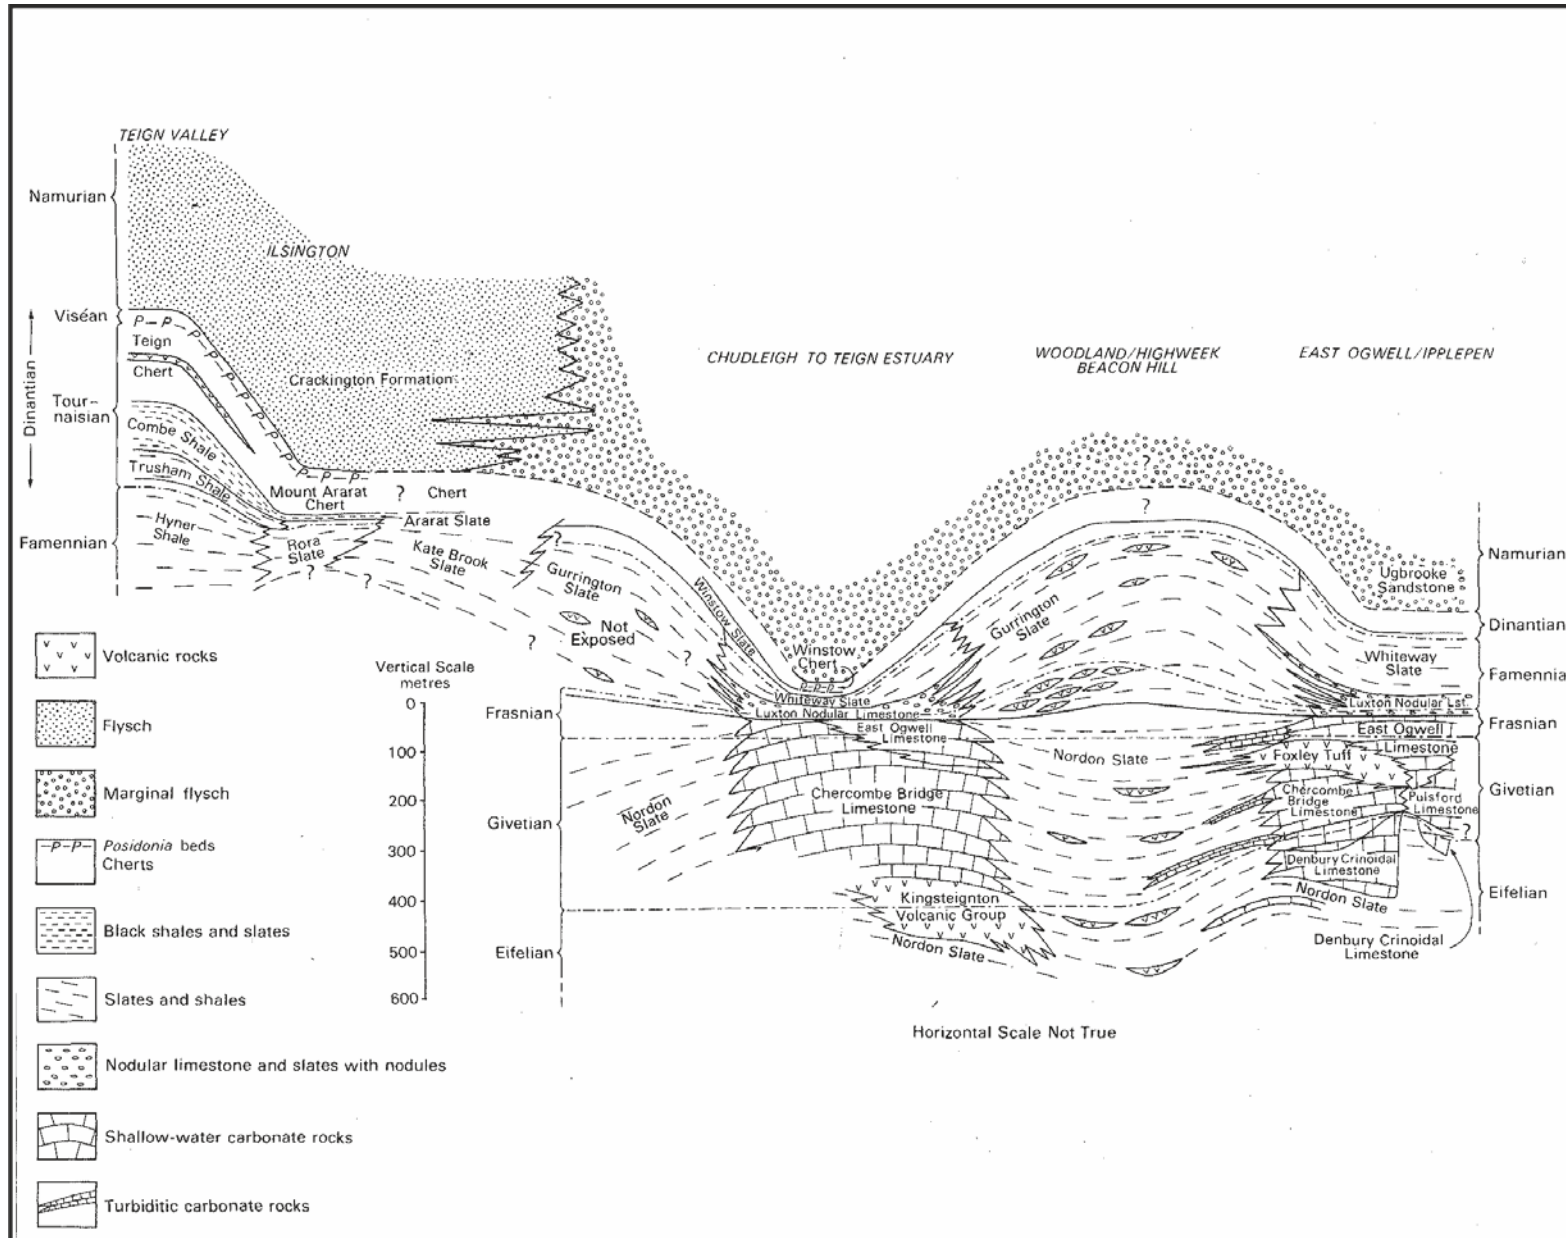 TEIGN VALLEY
Namurian
ILSINGTON
Viséan
P-P-P-P-P-P-P-P-P-P-P-P
Teign
Chert
Dinantian
Tour-
naisian
Combe Shale
Trusham Shale
Crackington Formation
Mount Ararat
Chert
? Chert
Ararat Slate
Famennian
Hyner
Shale
Rora
Slate
?
?
Kate Brook
Slate
?
Gurrington
Slate
Not
Exposed
?
?
Winstow Slate
CHUDLEIGH TO TEIGN ESTUARY
WOODLAND/HIGHWEEK
BEACON HILL
EAST OGWELL/IPPLEPEN
?
?
Winstow
Chert
P-P-P
Whiteway Slate
Luxton Nodular Limestone
East Ogwell
Limestone
Gurrington
Slate
Ugbrooke
Sandstone
Whiteway
Slate
Luxton Nodular Lst.
East Ogwell
Limestone
Foxley Tuff
Chercombe
Bridge
Limestone
Pulsford
Limestone
?
Denbury Crinoidal
Limestone
Nordon Slate
Denbury Crinoidal
Limestone
Namurian
Dinantian
Famennia
Frasnian
Givetian
Eifelian
Frasnian
Givetian
Eifelian
Nordon
Slate
Chercombe Bridge
Limestone
Kingsteignton
Volcanic Group
Nordon Slate
Nordon Slate
Vertical Scale
metres
0
100
200
300
400
500
600
Horizontal Scale Not True
Volcanic rocks
Flysch
Marginal flysch
-P-P-
Posidonia beds
Cherts
Black shales and slates
Slates and shales
Nodular limestone and slates with nodules
Shallow-water carbonate rocks
Turbiditic carbonate rocks